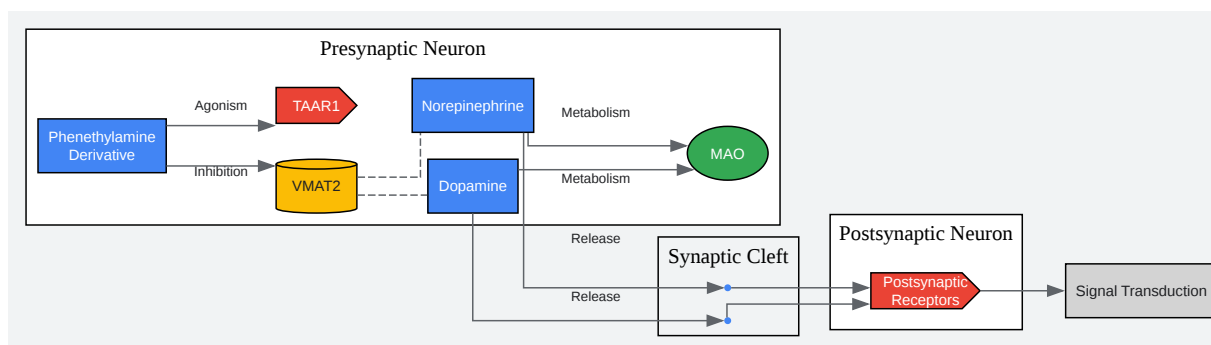 Presynaptic Neuron
Agonism
TAAR1
Norepinephrine
Metabolism
Phenethylamine
Derivative
MAO
Inhibition
VMAT2
Dopamine
Metabolism
Release
Synaptic Cleft
Postsynaptic Neuron
Release
Postsynaptic
Receptors
Signal Transduction